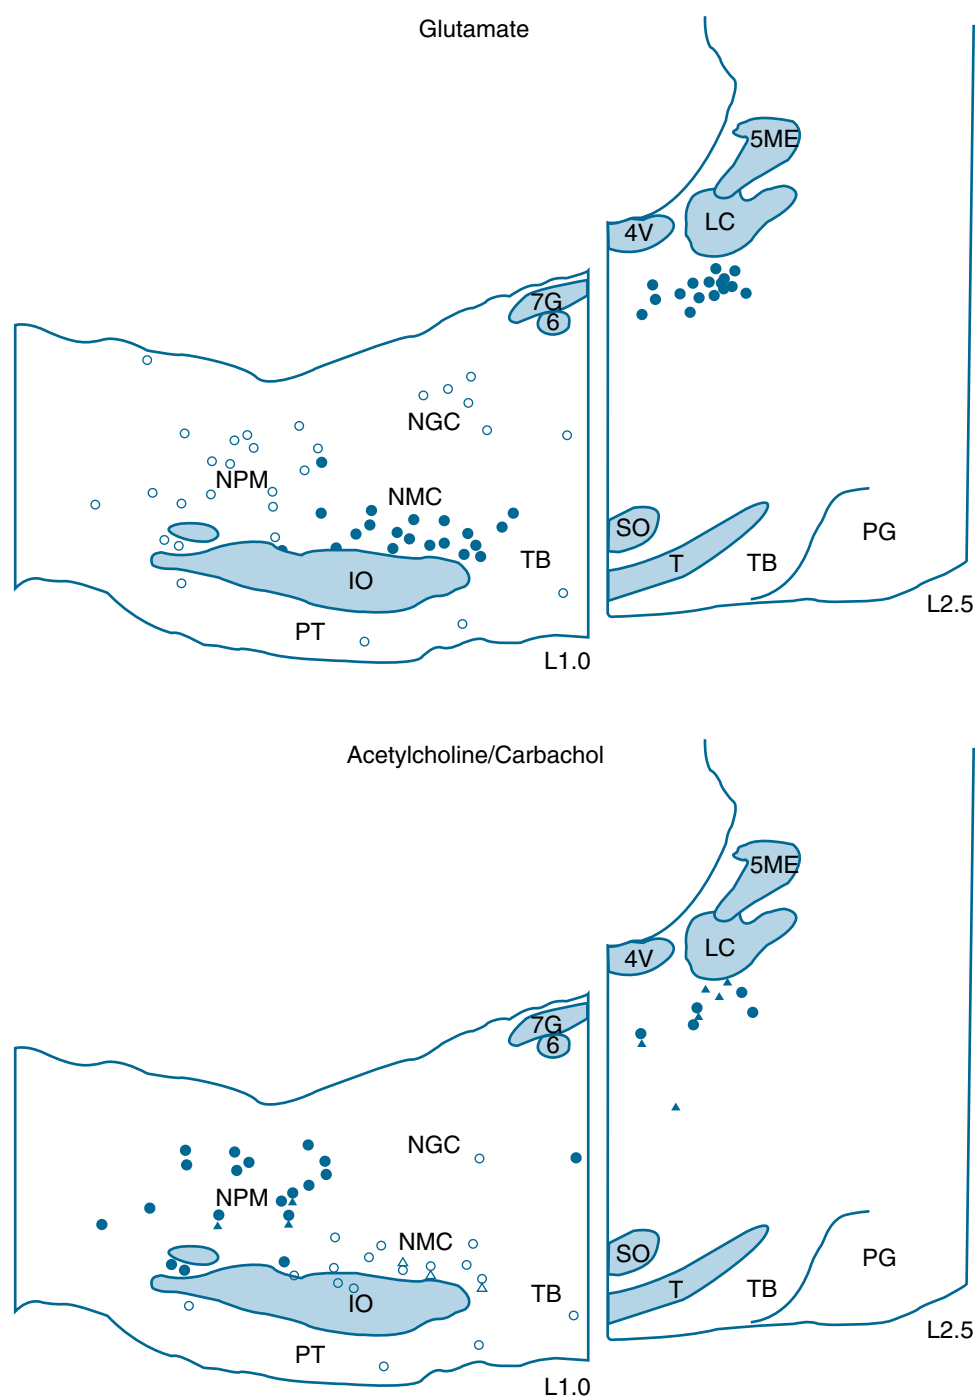 Glutamate
5ME
LC
4V
7G
6
NGC
NPM
NMC
SO
T
TB
PG
TB
IO
PT
L2.5
L1.0
Acetylcholine/Carbachol
5ME
LC
4V
7G
6
NGC
NPM
NMC
SO
T
TB
PG
TB
IO
PT
L2.5
L1.0